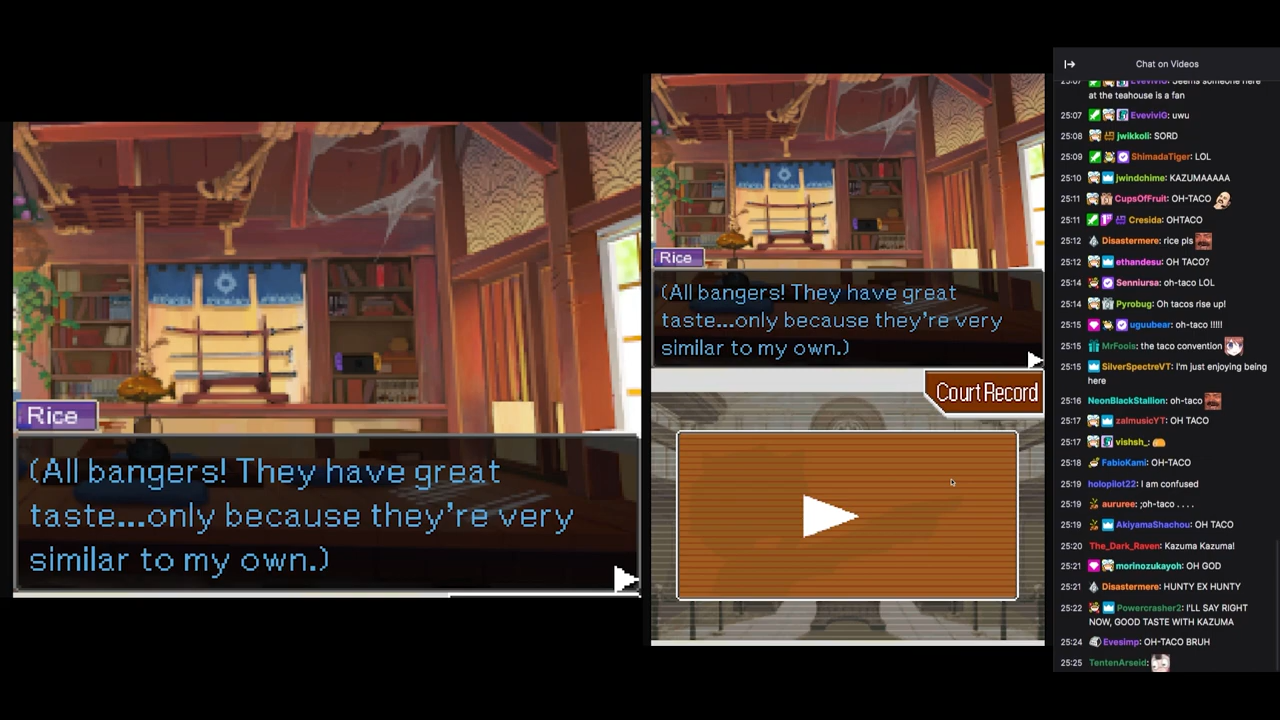 Rice
(All bangers! They have great
taste...only because they're very
similar to my own.)
Rice
(All bangers! They have great
taste...only because they're very
similar to my own.)
Court Record
Chat on Videos
at the teahouse is a fan
25:07 EveviviG: uwu
25:08 jwikkoli: SORD
25:09 ShimadaTiger: LOL
25:10 jwindchime: KAZUMAAAAA
25:11 CupsOfFruit: OH-TACO
25:11 Cresida: OHTACO
25:12 Disastermere: rice pls
25:12 ethandesu: OH TACO?
25:14 Senniursa: oh-taco LOL
25:14 Pyrobug: Oh tacos rise up!
25:15 uguubear: oh-taco !!!!!
25:15 MrFoois: the taco convention
25:15 SilverSpectreVT: I'm just enjoying being
here
25:16 NeonBlackStallion: oh-taco
25:17 zalmusicYT: OH TACO
25:17 vishsh_:
25:18 FabioKami: OH-TACO
25:19 holopilot22: I am confused
25:19 aururee: ;oh-taco . . . .
25:19 AkiyamaShachou: OH TACO
25:20 The_Dark_Raven: Kazuma Kazuma!
25:21 morinozukayoh: OH GOD
25:21 Disastermere: HUNTY EX HUNTY
25:22 Powercrasher2: I'LL SAY RIGHT
NOW, GOOD TASTE WITH KAZUMA
25:24 Evesimp: OH-TACO BRUH
25:25 TentenArseid: